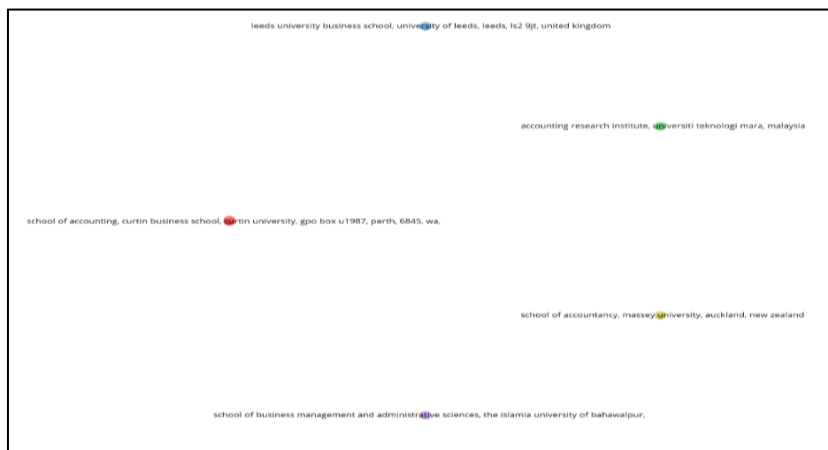 leeds university business school, university of leeds, leeds, ls2 9jt, united kingdom
accounting research institute, universiti teknologi mara, malaysia
school of accounting, curtin business school, curtin university, gpo box u1987, perth, 6845, wa,
school of accountancy, massey university, auckland, new zealand
school of business management and administrative sciences, the islamia university of bahawalpur,